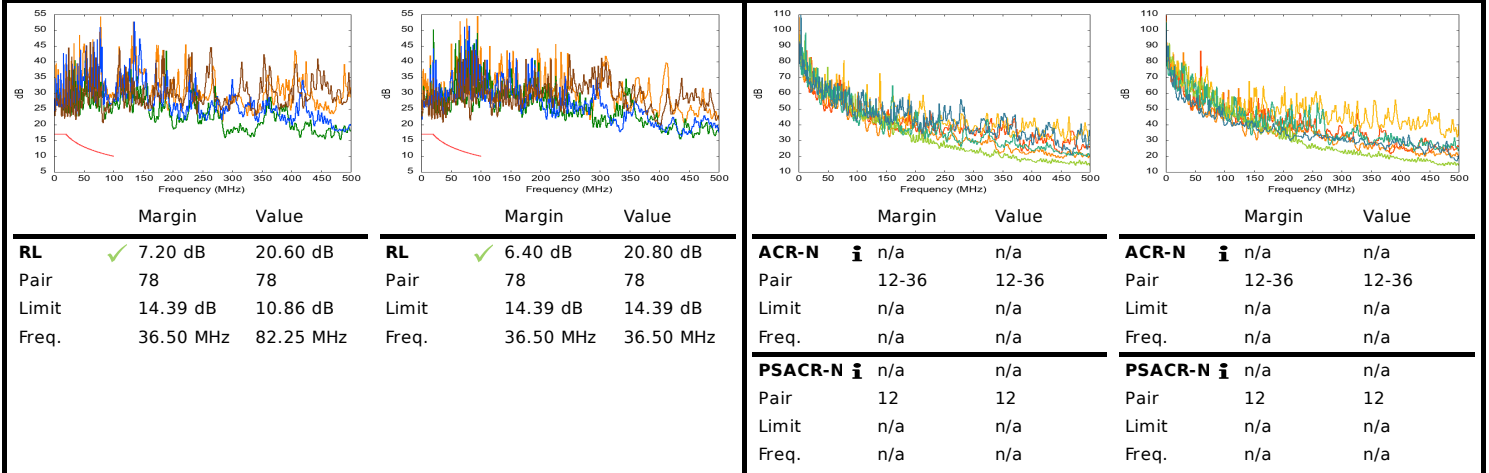 55
50
45
40
35
30
25
20
15
10
5
dB
0 50 100 150 200 250 300 350 400 450 500
Frequency (MHz)
55
50
45
40
35
30
25
20
15
10
5
dB
0 50 100 150 200 250 300 350 400 450 500
Frequency (MHz)
Margin Value
RL 7.20 dB 20.60 dB
Pair 78 78
Limit 14.39 dB 10.86 dB
Freq. 36.50 MHz 82.25 MHz
Margin Value
RL 6.40 dB 20.80 dB
Pair 78 78
Limit 14.39 dB 14.39 dB
Freq. 36.50 MHz 36.50 MHz
110
100
90
80
70
60
50
40
30
20
10
dB
0 50 100 150 200 250 300 350 400 450 500
Frequency (MHz)
110
100
90
80
70
60
50
40
30
20
10
dB
0 50 100 150 200 250 300 350 400 450 500
Frequency (MHz)
Margin Value
ACR-N i n/a n/a
Pair 12-36 12-36
Limit n/a n/a
Freq. n/a n/a
PSACR-N i n/a n/a
Pair 12 12
Limit n/a n/a
Freq. n/a n/a
Margin Value
ACR-N i n/a n/a
Pair 12-36 12-36
Limit n/a n/a
Freq. n/a n/a
PSACR-N i n/a n/a
Pair 12 12
Limit n/a n/a
Freq. n/a n/a